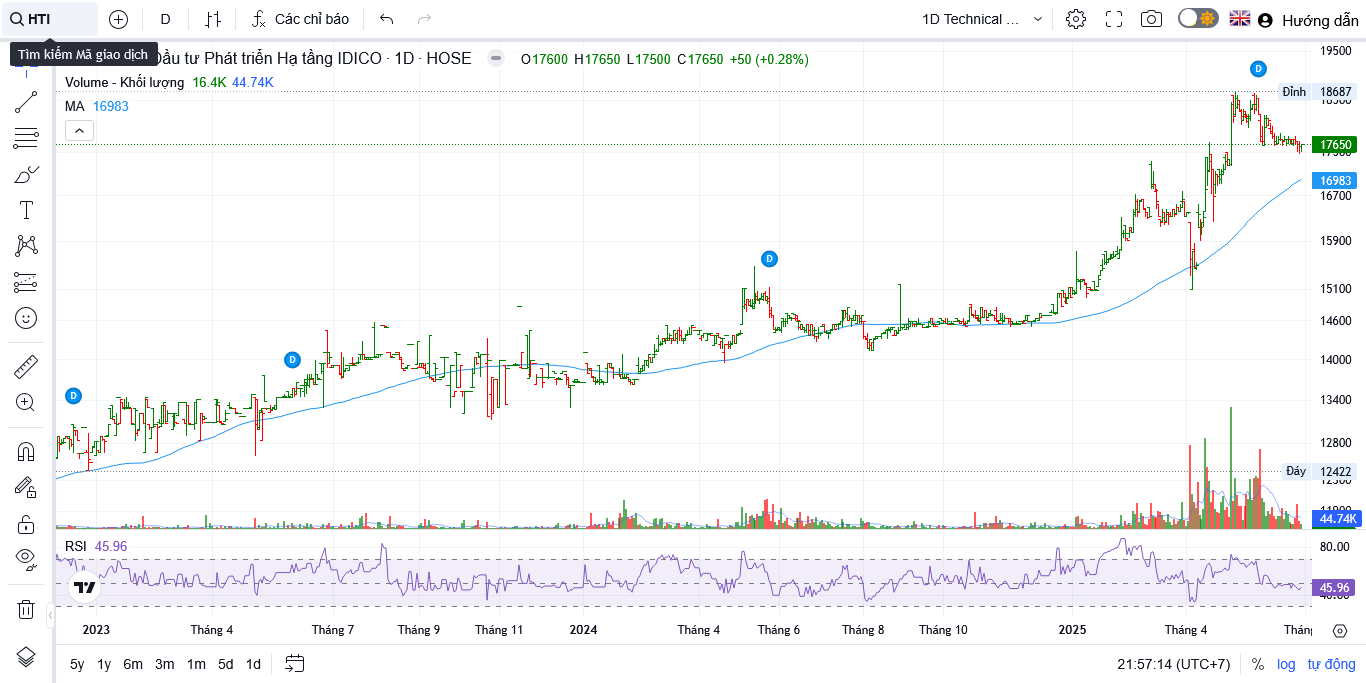 HTI D Các chỉ báo 1D Technical ... Hướng dẫn
Tìm kiếm Mã giao dịch
Đầu tư Phát triển Hạ tầng IDICO · 1D · HOSE O17600 H17650 L17500 C17650 +50 (+0.28%)
Volume - Khối lượng 16.4K 44.74K
MA 16983
19500
D
Đỉnh 18687
18500
17650
17500
16983
16700
15900
D
15100
14600
D
14000
D
13400
12800
Đáy 12422
12300
44.74K
RSI 45.96
80.00
45.96
40.00
2023 Tháng 4 Tháng 7 Tháng 9 Tháng 11 2024 Tháng 4 Tháng 6 Tháng 8 Tháng 10 2025 Tháng 4
5y 1y 6m 3m 1m 5d 1d 21:57:14 (UTC+7) % log tự động